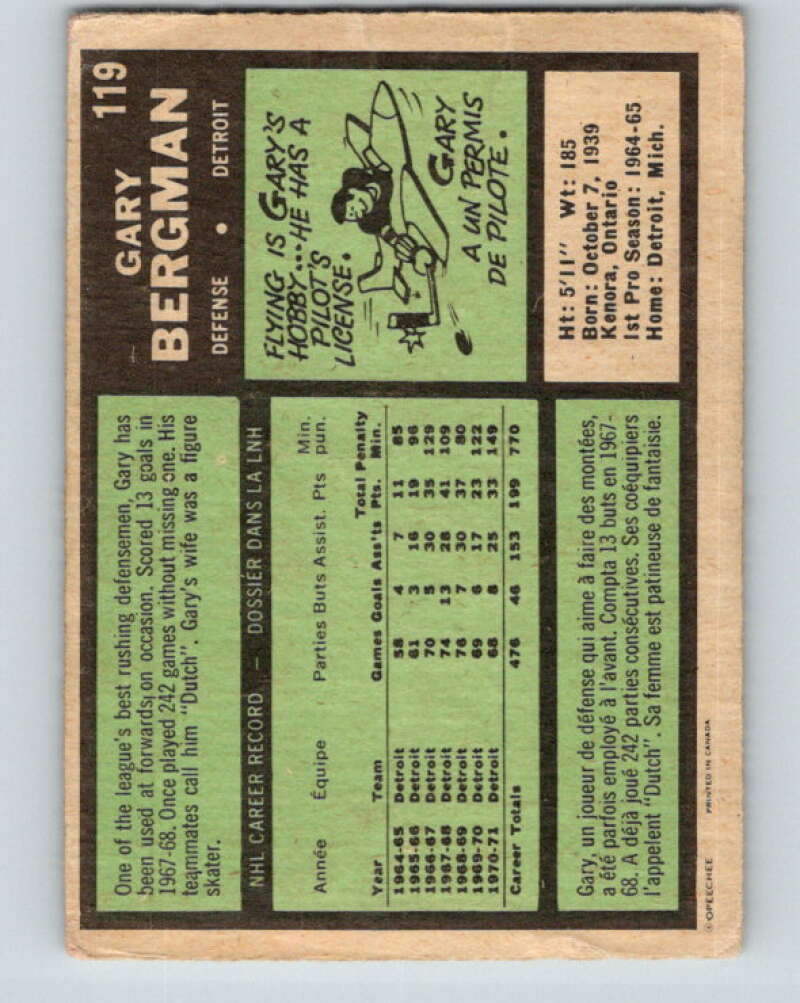 119
GARY
BERGMAN
DEFENSE • DETROIT
One of the league's best rushing defensemen, Gary has
been used at forwards, on occasion. Scored 13 goals in
1967-68. Once played 242 games without missing one. His
teammates call him "Dutch". Gary's wife was a figure
skater.
FLYING IS GARY'S
HOBBY...HE HAS A
PILOT'S
LICENSE.
GARY
A UN PERMIS
DE PILOTE.
NHL CAREER RECORD — DOSSIER DANS LA LNH
Année Équipe Parties Buts Assist. Pts Min. pun.
Year Team Games Goals Ass'ts Total Pts. Penalty Min.
1964-65 Detroit 58 4 7 11 85
1965-66 Detroit 61 3 16 19 96
1966-67 Detroit 70 5 30 35 129
1967-68 Detroit 74 13 28 41 109
1968-69 Detroit 76 7 30 37 80
1969-70 Detroit 69 6 17 23 122
1970-71 Detroit 68 8 25 33 149
Career Totals 476 46 153 199 770
Ht: 5'11" Wt: 185
Born: October 7, 1939
Kenora, Ontario
1st Pro Season: 1964-65
Home: Detroit, Mich.
Gary, un joueur de défense qui aime à faire des montées,
a été parfois employé à l'avant. Compta 13 buts en 1967-
68. A déjà joué 242 parties consécutives. Ses coéquipiers
l'appelent "Dutch". Sa femme est patineuse de fantaisie.
© OPEECHEE PRINTED IN CANADA